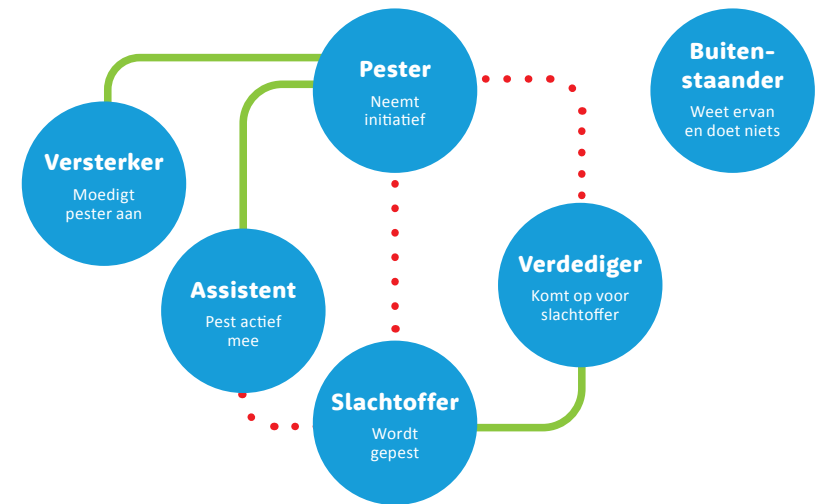 Pester
Neemt
initiatief
Buiten-
staander
Weet ervan
en doet niets
Versterker
Moedigt
pester aan
Assistent
Pest actief
mee
Verdediger
Komt op voor
slachtoffer
Slachtoffer
Wordt
gepest